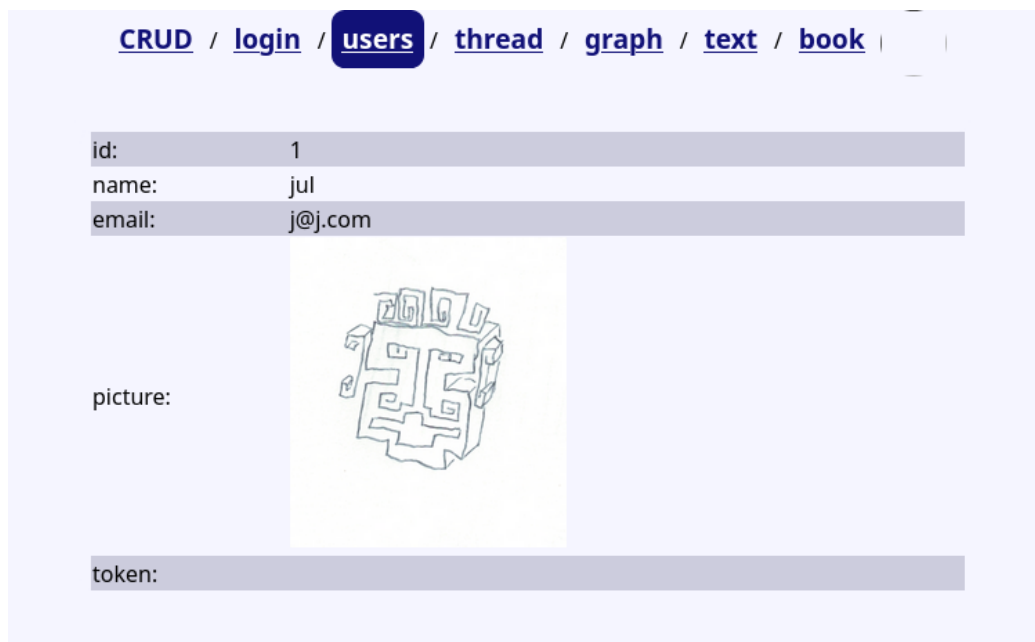 CRUD / login / users / thread / graph / text / book
id: 1
name: jul
email: j@j.com
picture:
token: